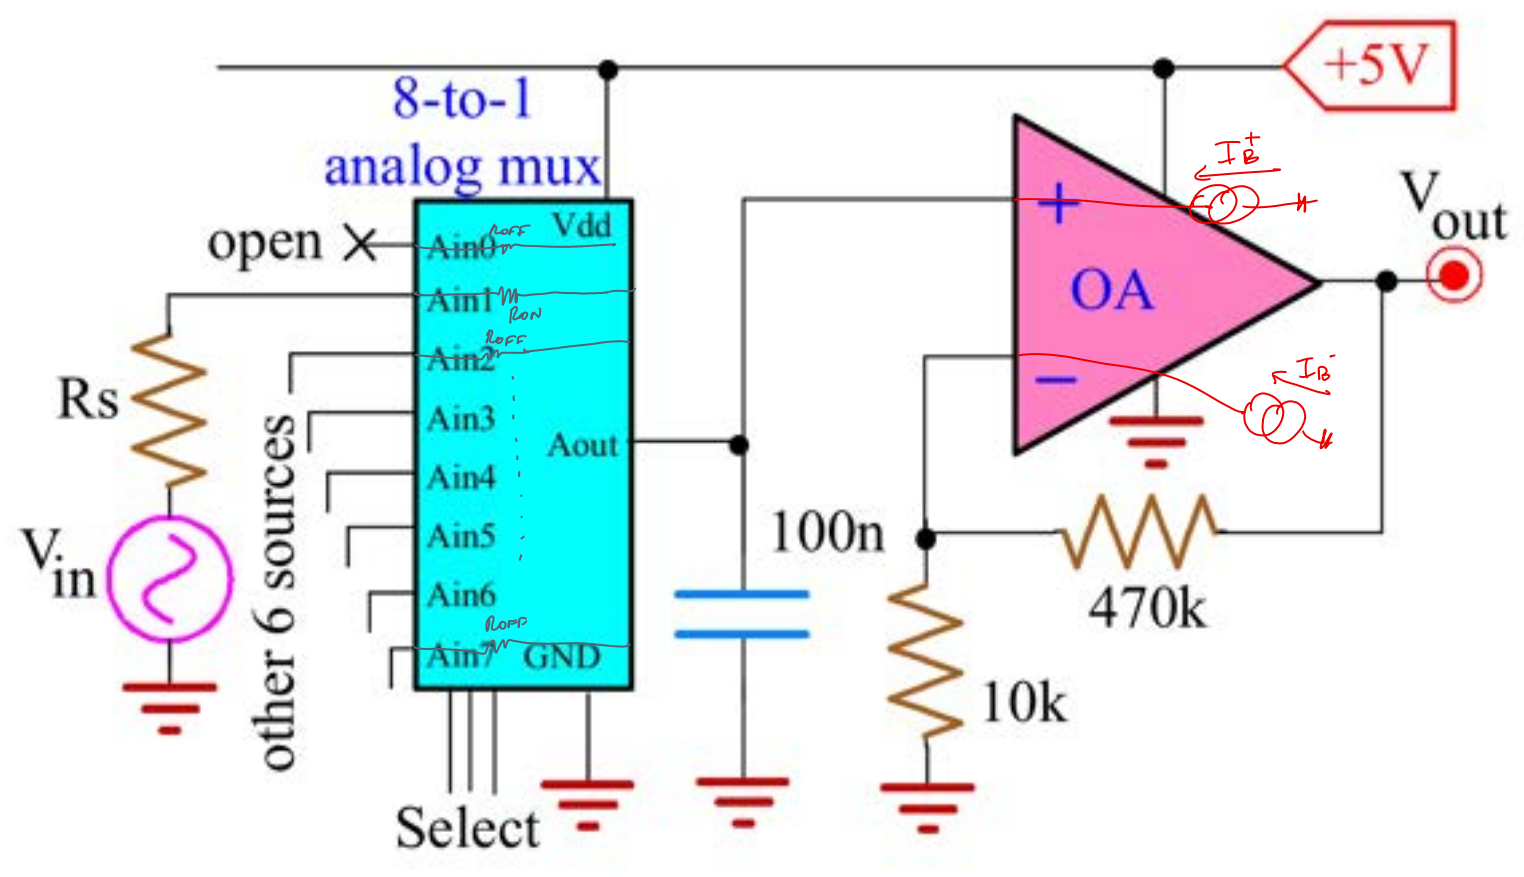 +5V
8-to-1
analog mux
IB+
Vout
open
Vdd
ROFF
Ain0
Ain1
RON
ROFF
Ain2
Rs
OA
IB-
Ain3
Aout
Ain4
other 6 sources
Ain5
100n
Vin
Ain6
470k
ROFF
Ain7
GND
10k
Select